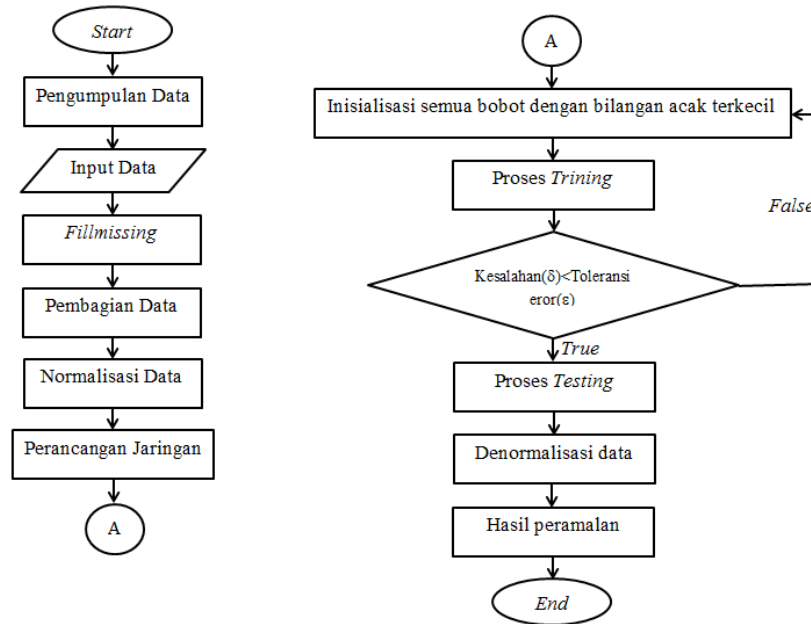 Start
Pengumpulan Data
Input Data
Fillmissing
Pembagian Data
Normalisasi Data
Perancangan Jaringan
A
A
Inisialisasi semua bobot dengan bilangan acak terkecil
Proses Trining
False
Kesalahan(δ)<Toleransi
eror(ε)
True
Proses Testing
Denormalisasi data
Hasil peramalan
End